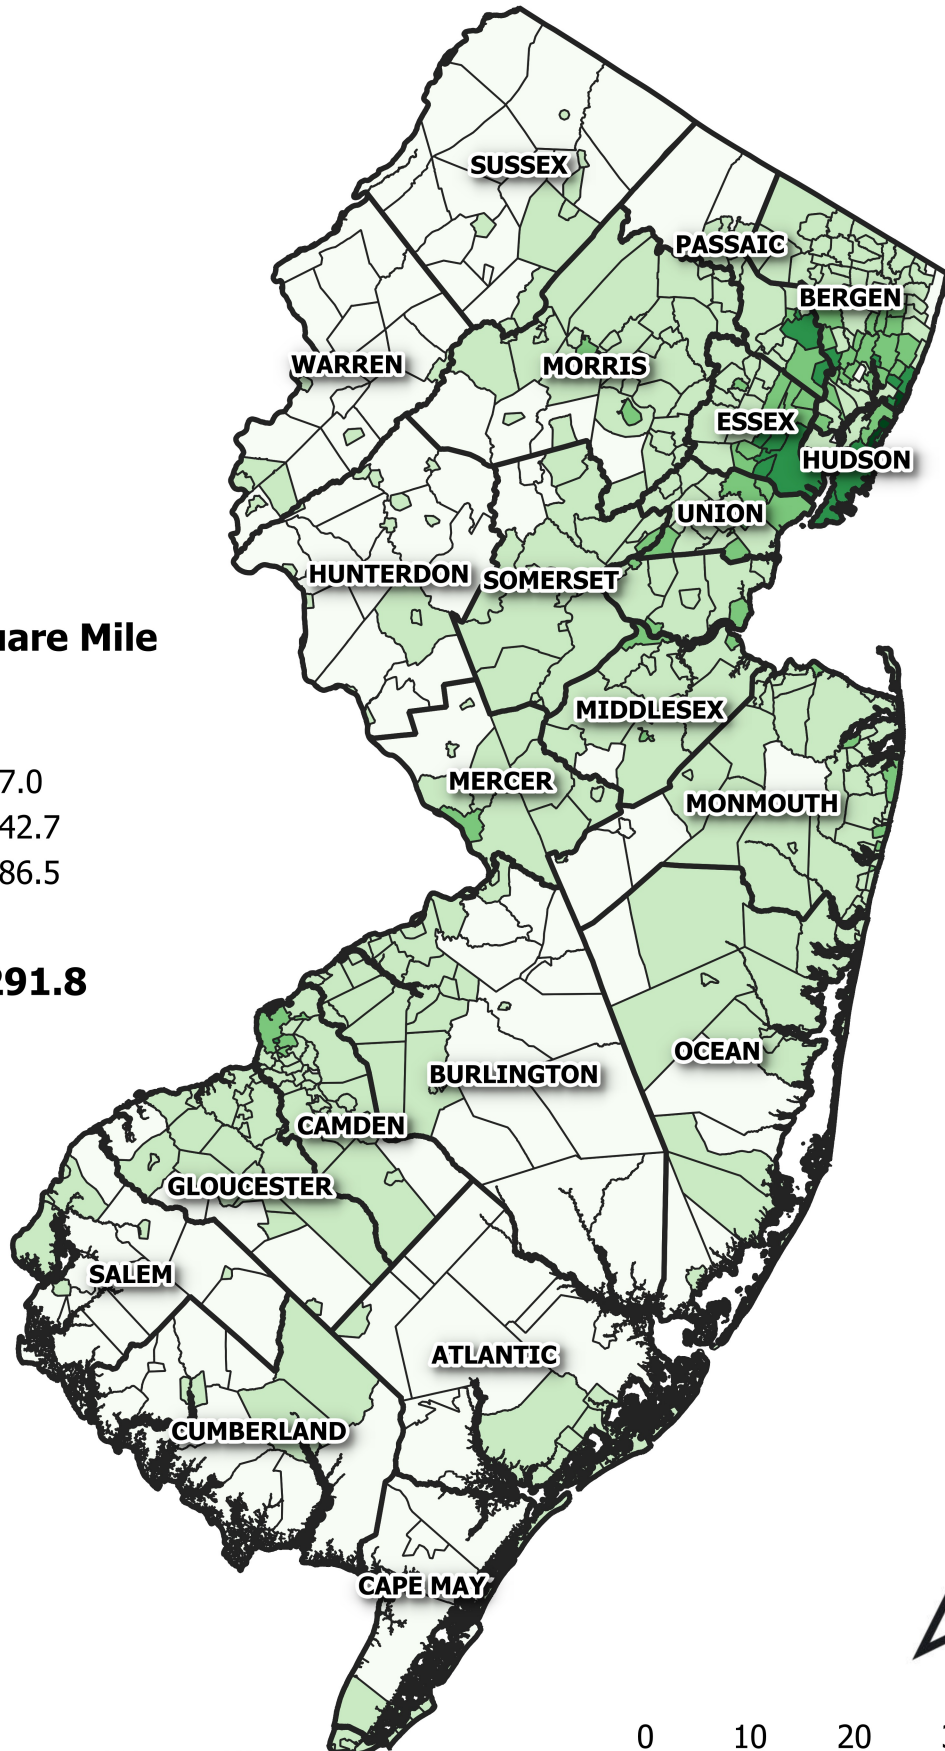 SUSSEX
PASSAIC
BERGEN
WARREN
MORRIS
ESSEX
HUDSON
UNION
HUNTERDON
SOMERSET
uare Mile
MIDDLESEX
7.0
MERCER
MONMOUTH
42.7
86.5
291.8
OCEAN
BURLINGTON
CAMDEN
GLOUCESTER
SALEM
ATLANTIC
CUMBERLAND
CAPE MAY
0 10 20